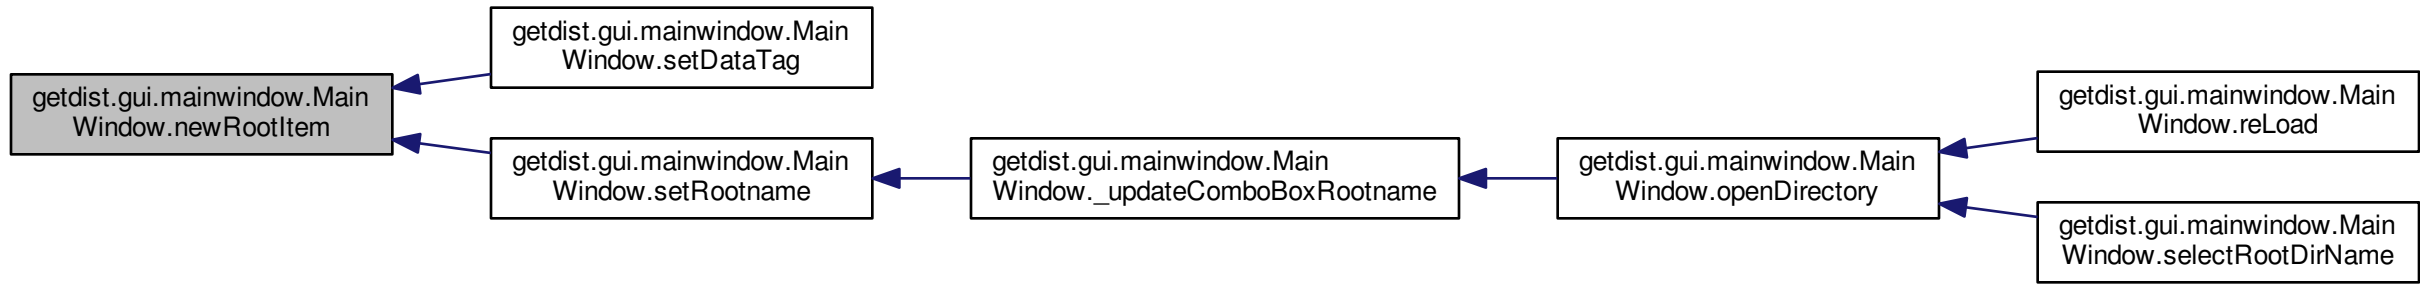 getdist.gui.mainwindow.Main
Window.newRootItem
getdist.gui.mainwindow.Main
Window.setDataTag
getdist.gui.mainwindow.Main
Window.setRootname
getdist.gui.mainwindow.Main
Window._updateComboBoxRootname
getdist.gui.mainwindow.Main
Window.openDirectory
getdist.gui.mainwindow.Main
Window.reLoad
getdist.gui.mainwindow.Main
Window.selectRootDirName